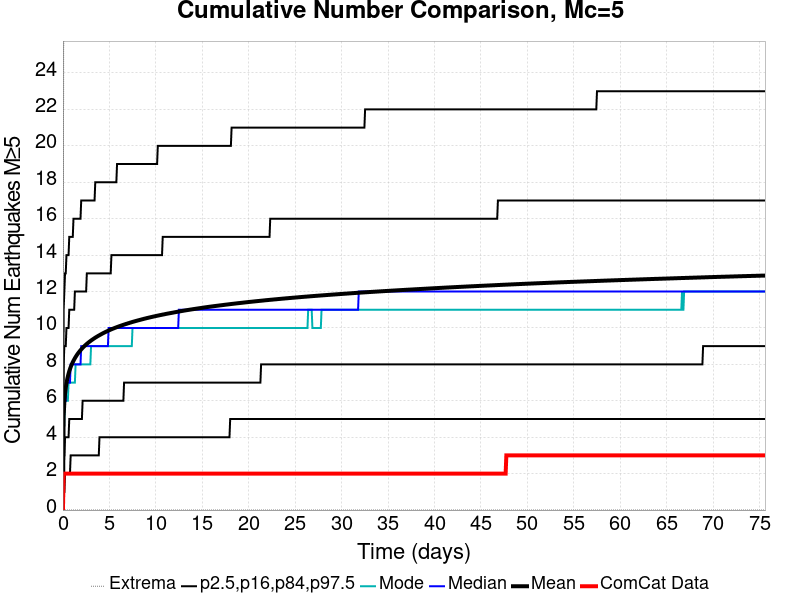 Cumulative Number Comparison, Mc=5
Cumulative Num Earthquakes M≥5
24
22
20
18
16
14
12
10
8
6
4
2
0
0 5 10 15 20 25 30 35 40 45 50 55 60 65 70 75
Time (days)
Extrema p2.5,p16,p84,p97.5 Mode Median Mean ComCat Data